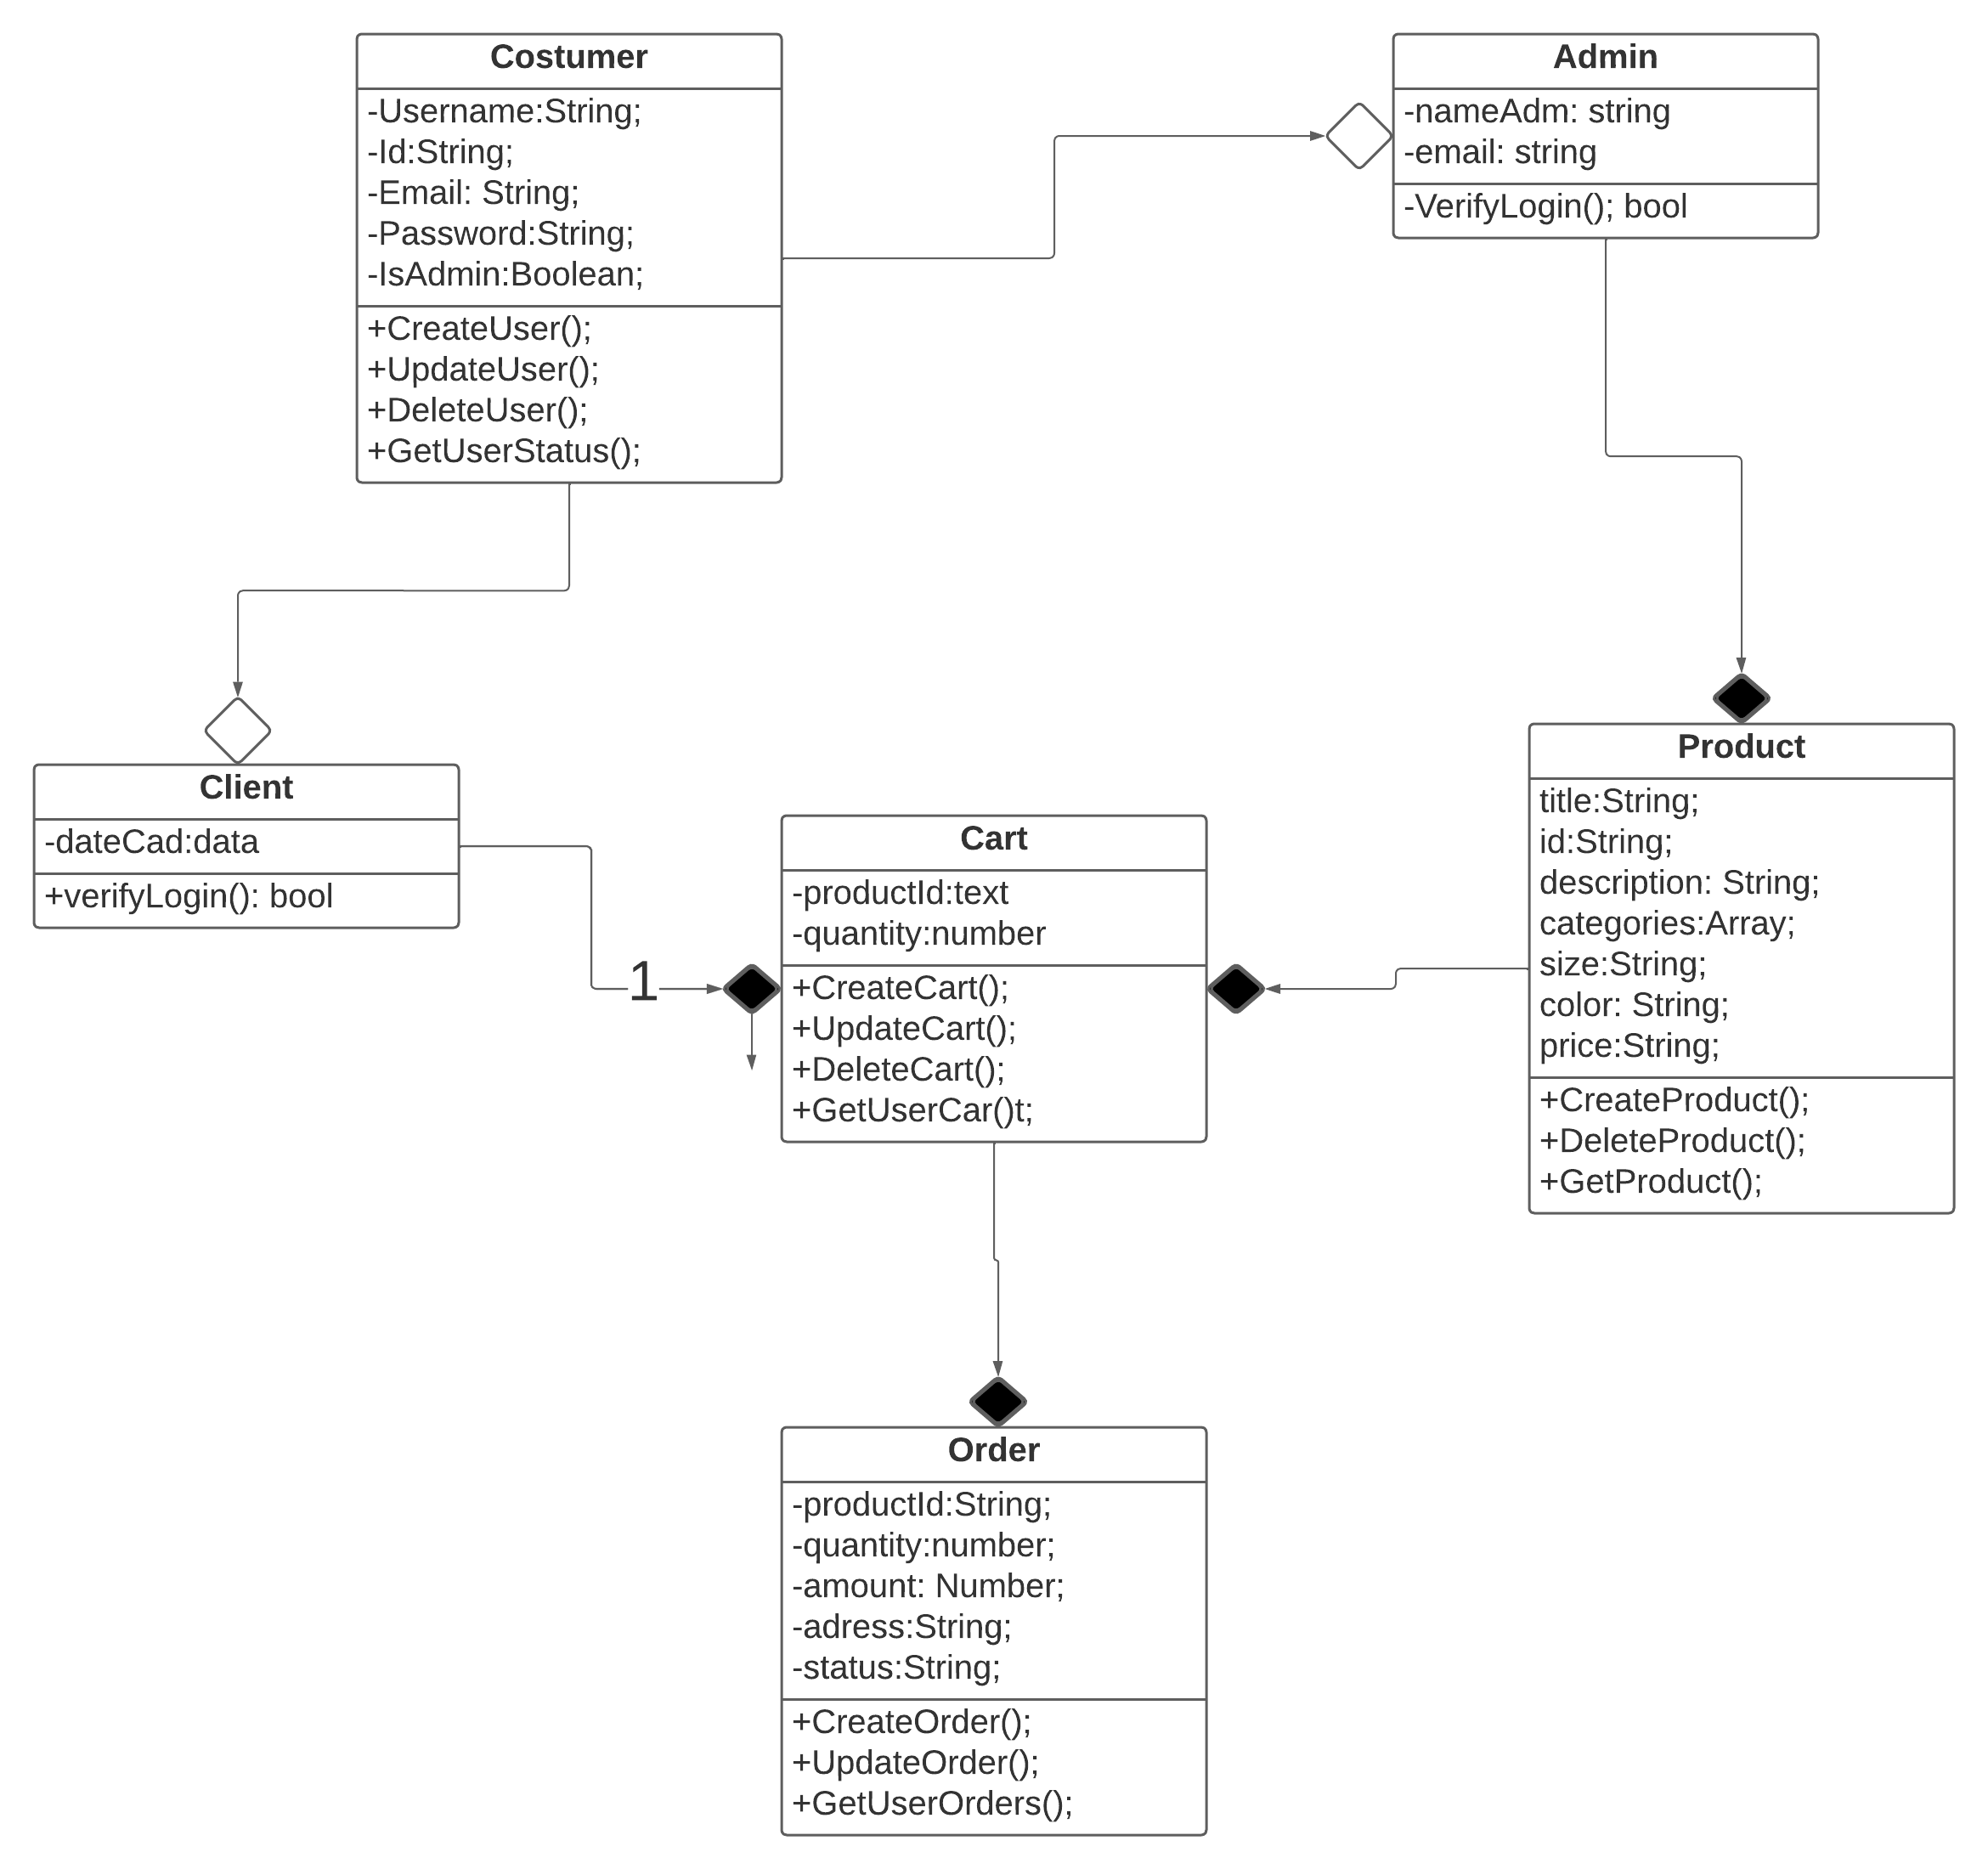 Costumer
-Username:String;
-Id:String;
-Email: String;
-Password:String;
-IsAdmin:Boolean;
+CreateUser();
+UpdateUser();
+DeleteUser();
+GetUserStatus();
Admin
-nameAdm: string
-email: string
-VerifyLogin(); bool
Client
-dateCad:data
+verifyLogin(): bool
1
Cart
-productId:text
-quantity:number
+CreateCart();
+UpdateCart();
+DeleteCart();
+GetUserCar()t;
Product
title:String;
id:String;
description: String;
categories:Array;
size:String;
color: String;
price:String;
+CreateProduct();
+DeleteProduct();
+GetProduct();
Order
-productId:String;
-quantity:number;
-amount: Number;
-adress:String;
-status:String;
+CreateOrder();
+UpdateOrder();
+GetUserOrders();